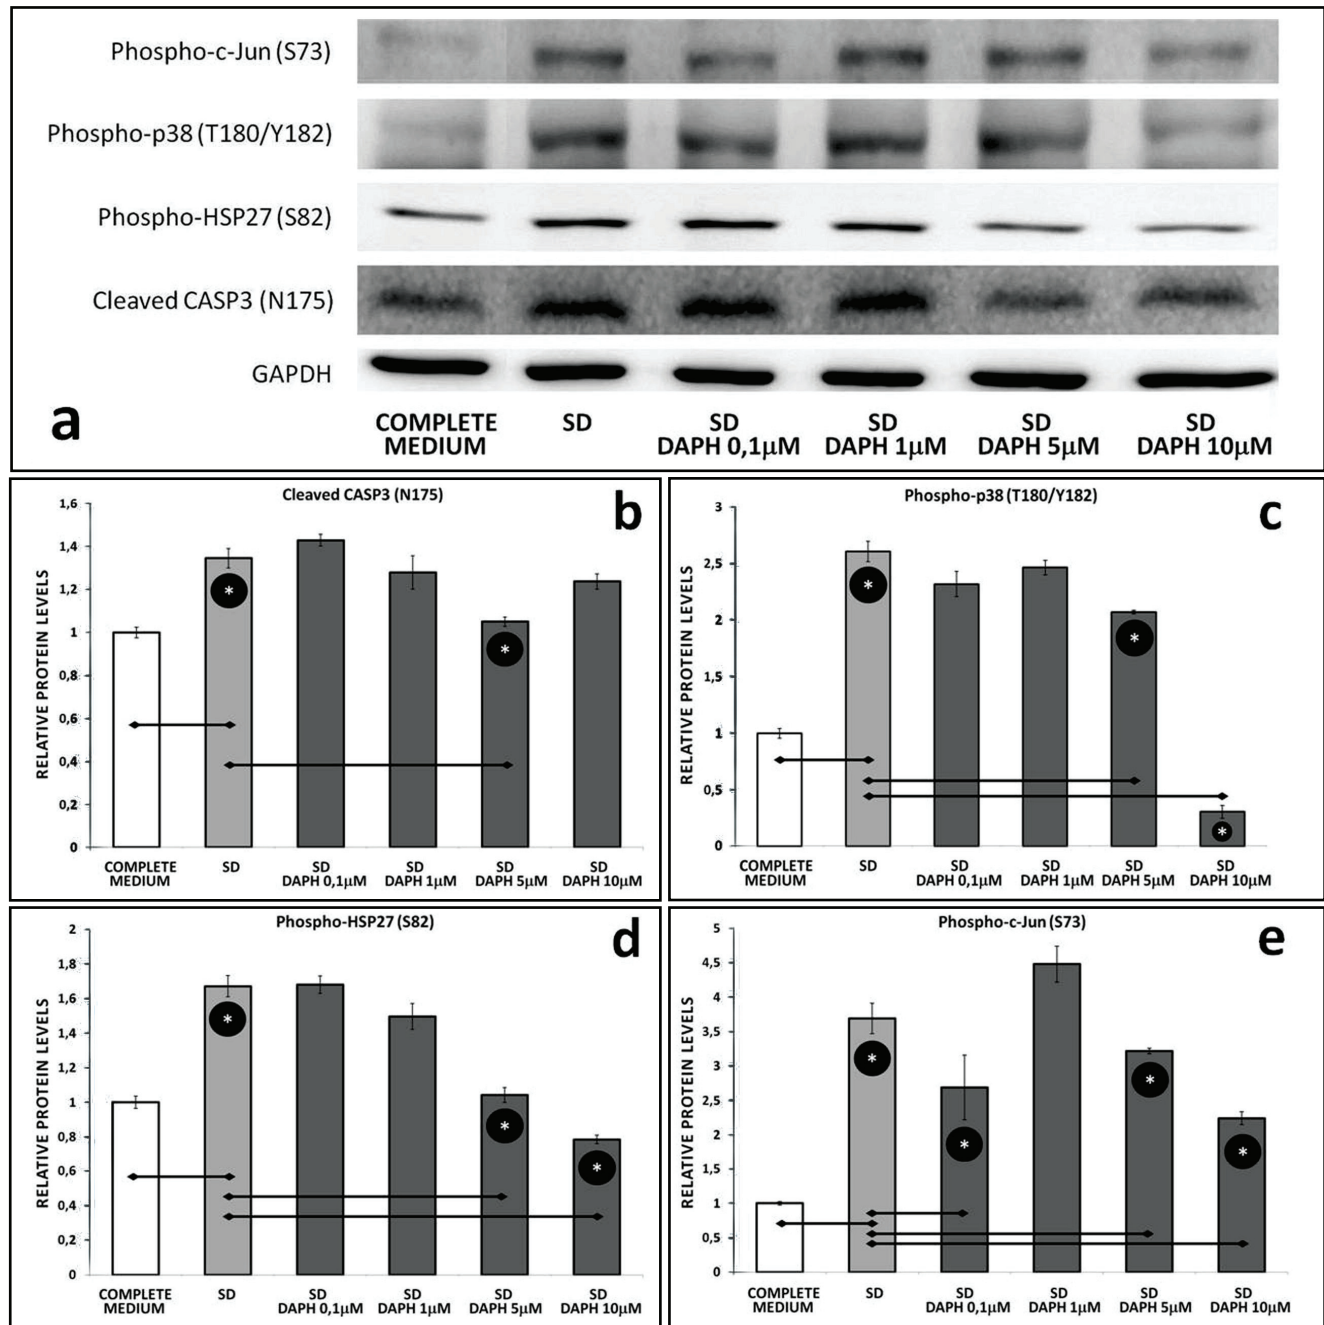 Phospho-c-Jun (S73)
Phospho-p38 (T180/Y182)
Phospho-HSP27 (S82)
Cleaved CASP3 (N175)
GAPDH
a
COMPLETE MEDIUM
SD
SD DAPH 0,1μM
SD DAPH 1μM
SD DAPH 5μM
SD DAPH 10μM
Cleaved CASP3 (N175)
b
RELATIVE PROTEIN LEVELS
1,6
1,4
1,2
1
0,8
0,6
0,4
0,2
0
*
*
COMPLETE MEDIUM
SD
SD DAPH 0,1μM
SD DAPH 1μM
SD DAPH 5μM
SD DAPH 10μM
Phospho-p38 (T180/Y182)
c
RELATIVE PROTEIN LEVELS
3
2,5
2
1,5
1
0,5
0
*
*
*
COMPLETE MEDIUM
SD
SD DAPH 0,1μM
SD DAPH 1μM
SD DAPH 5μM
SD DAPH 10μM
Phospho-HSP27 (S82)
d
RELATIVE PROTEIN LEVELS
2
1,8
1,6
1,4
1,2
1
0,8
0,6
0,4
0,2
0
*
*
*
COMPLETE MEDIUM
SD
SD DAPH 0,1μM
SD DAPH 1μM
SD DAPH 5μM
SD DAPH 10μM
Phospho-c-Jun (S73)
e
RELATIVE PROTEIN LEVELS
5
4,5
4
3,5
3
2,5
2
1,5
1
0,5
0
*
*
*
*
COMPLETE MEDIUM
SD
SD DAPH 0,1μM
SD DAPH 1μM
SD DAPH 5μM
SD DAPH 10μM